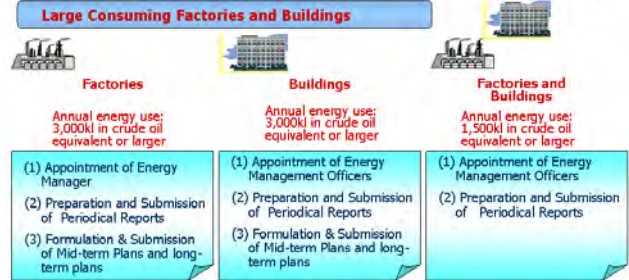 Large Consuming Factories and Buildings
Factories
Annual energy use:
3,000kl in crude oil
equivalent or larger
(1) Appointment of Energy
Manager
(2) Preparation and Submission
of Periodical Reports
(3) Formulation & Submission
of Mid-term Plans and long-
term plans
Buildings
Annual energy use:
3,000kl in crude oil
equivalent or larger
(1) Appointment of Energy
Management Officers
(2) Preparation and Submission
of Periodical Reports
(3) Formulation & Submission
of Mid-term Plans and long-
term plans
Factories and
Buildings
Annual energy use:
1,500kl in crude oil
equivalent or larger
(1) Appointment of Energy
Management Officers
(2) Preparation and Submission
of Periodical Reports